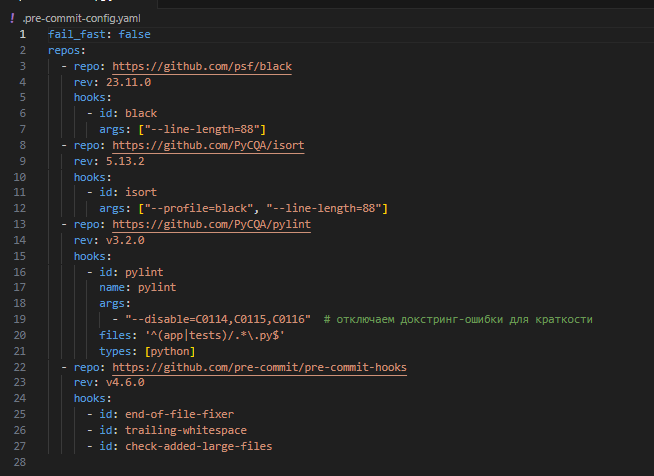 ! .pre-commit-config.yaml
1 fail_fast: false
2 repos:
3   - repo: https://github.com/psf/black
4     rev: 23.11.0
5     hooks:
6       - id: black
7         args: ["--line-length=88"]
8   - repo: https://github.com/PyCQA/isort
9     rev: 5.13.2
10     hooks:
11       - id: isort
12         args: ["--profile=black", "--line-length=88"]
13   - repo: https://github.com/PyCQA/pylint
14     rev: v3.2.0
15     hooks:
16       - id: pylint
17         name: pylint
18         args:
19           - "--disable=C0114,C0115,C0116"  # отключаем докстринг-ошибки для краткости
20         files: '^(app|tests)/.*\.py$'
21         types: [python]
22   - repo: https://github.com/pre-commit/pre-commit-hooks
23     rev: v4.6.0
24     hooks:
25       - id: end-of-file-fixer
26       - id: trailing-whitespace
27       - id: check-added-large-files
28